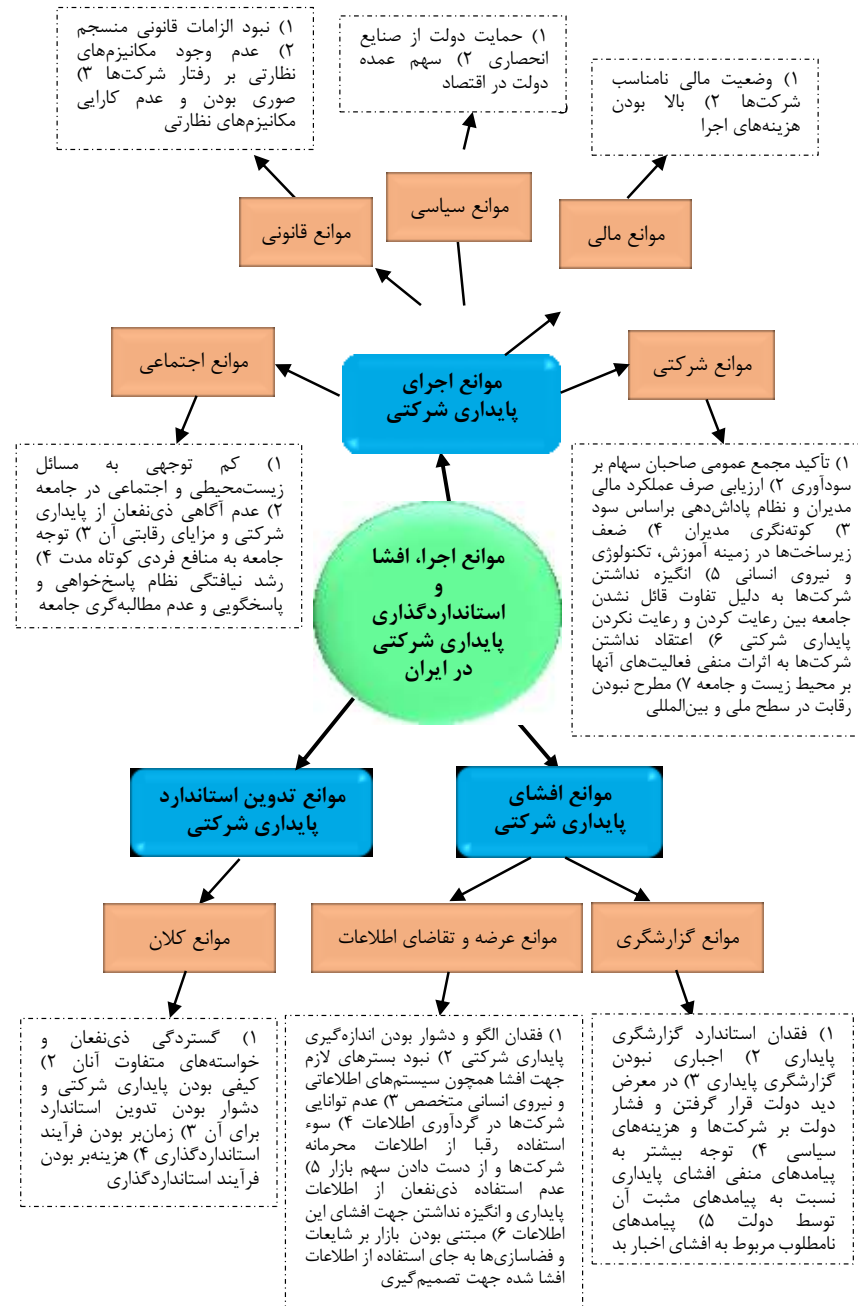 ۱) نبود الزامات قانونی منسجم
۲) عدم وجود مکانیزم‌های
نظارتی بر رفتار شرکت‌ها ۳)
صوری بودن و عدم کارایی
مکانیزم‌های نظارتی
۱) حمایت دولت از صنایع
انحصاری ۲) سهم عمده
دولت در اقتصاد
۱) وضعیت مالی نامناسب
شرکت‌ها ۲) بالا بودن
هزینه‌های اجرا
موانع قانونی
موانع سیاسی
موانع مالی
موانع اجتماعی
موانع اجرای
پایداری شرکتی
موانع شرکتی
۱) کم توجهی به مسائل
زیست‌محیطی و اجتماعی در جامعه
۲) عدم آگاهی ذی‌نفعان از پایداری
شرکتی و مزایای رقابتی آن ۳) توجه
جامعه به منافع فردی کوتاه مدت ۴)
رشد نیافتگی نظام پاسخ‌خواهی و
پاسخگویی و عدم مطالبه‌گری جامعه
موانع اجرا، افشا
و
استانداردگذاری
پایداری شرکتی
در ایران
۱) تأکید مجمع عمومی صاحبان سهام بر
سودآوری ۲) ارزیابی صرف عملکرد مالی
مدیران و نظام پاداش‌دهی براساس سود
۳) کوته‌نگری مدیران ۴) ضعف
زیرساخت‌ها در زمینه آموزش، تکنولوژی
و نیروی انسانی ۵) انگیزه نداشتن
شرکت‌ها به دلیل تفاوت قائل نشدن
جامعه بین رعایت کردن و رعایت نکردن
پایداری شرکتی ۶) اعتقاد نداشتن
شرکت‌ها به اثرات منفی فعالیت‌های آنها
بر محیط زیست و جامعه ۷) مطرح نبودن
رقابت در سطح ملی و بین‌المللی
موانع تدوین استاندارد
پایداری شرکتی
موانع افشای
پایداری شرکتی
موانع کلان
موانع عرضه و تقاضای اطلاعات
موانع گزارشگری
۱) گستردگی ذی‌نفعان و
خواسته‌های متفاوت آنان ۲)
کیفی بودن پایداری شرکتی و
دشوار بودن تدوین استاندارد
برای آن ۳) زمان‌بر بودن فرآیند
استانداردگذاری ۴) هزینه‌بر بودن
فرآیند استانداردگذاری
۱) فقدان الگو و دشوار بودن اندازه‌گیری
پایداری شرکتی ۲) نبود بسترهای لازم
جهت افشا همچون سیستم‌های اطلاعاتی
و نیروی انسانی متخصص ۳) عدم توانایی
شرکت‌ها در گردآوری اطلاعات ۴) سوء
استفاده رقبا از اطلاعات محرمانه
شرکت‌ها و از دست دادن سهم بازار ۵)
عدم استفاده ذی‌نفعان از اطلاعات
پایداری و انگیزه نداشتن جهت افشای این
اطلاعات ۶) مبتنی بودن بازار بر شایعات
و فضاسازی‌ها به جای استفاده از اطلاعات
افشا شده جهت تصمیم‌گیری
۱) فقدان استاندارد گزارشگری
پایداری ۲) اجباری نبودن
گزارشگری پایداری ۳) در معرض
دید دولت قرار گرفتن و فشار
دولت بر شرکت‌ها و هزینه‌های
سیاسی ۴) توجه بیشتر به
پیامدهای منفی افشای پایداری
نسبت به پیامدهای مثبت آن
توسط دولت ۵) پیامدهای
نامطلوب مربوط به افشای اخبار بد